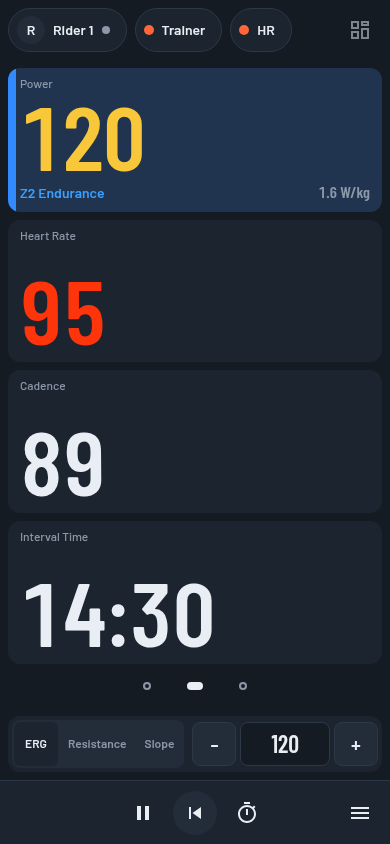 R Rider 1 Trainer HR
Power
120
Z2 Endurance 1.6 W/kg
Heart Rate
95
Cadence
89
Interval Time
14:30
ERG Resistance Slope - 120 +